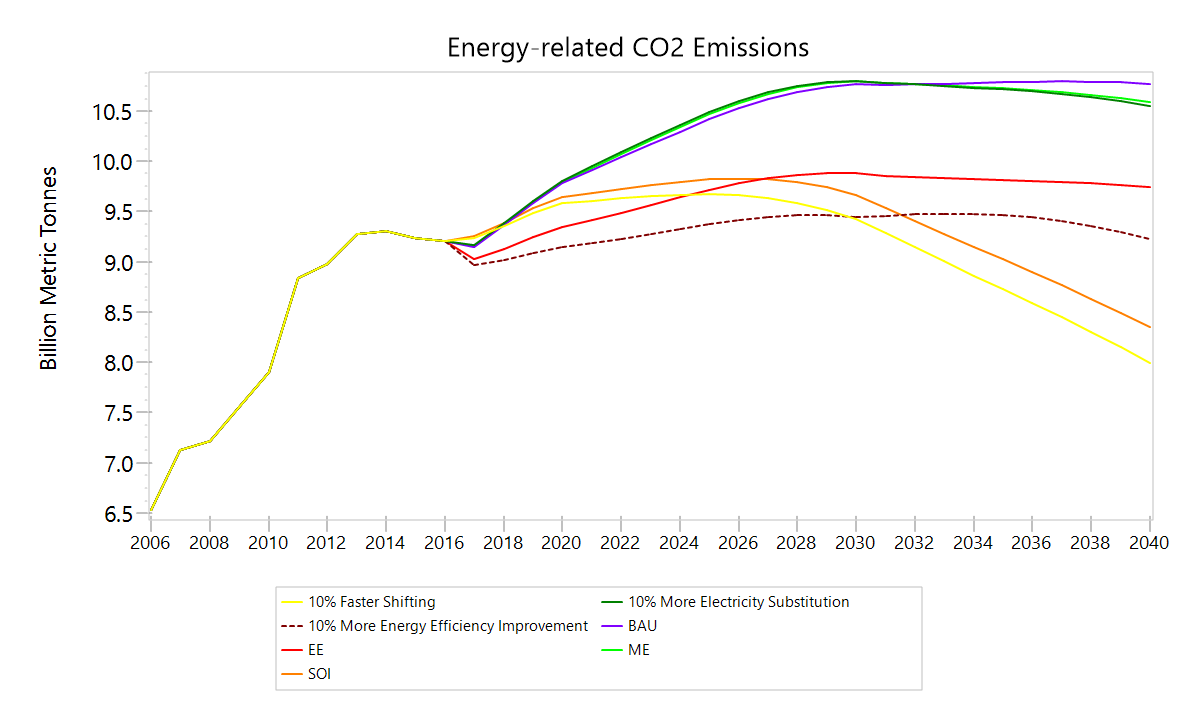 Energy-related CO2 Emissions
Billion Metric Tonnes
10.5
10.0
9.5
9.0
8.5
8.0
7.5
7.0
6.5
2006 2008 2010 2012 2014 2016 2018 2020 2022 2024 2026 2028 2030 2032 2034 2036 2038 2040
10% Faster Shifting 10% More Electricity Substitution
10% More Energy Efficiency Improvement BAU
EE ME
SOI